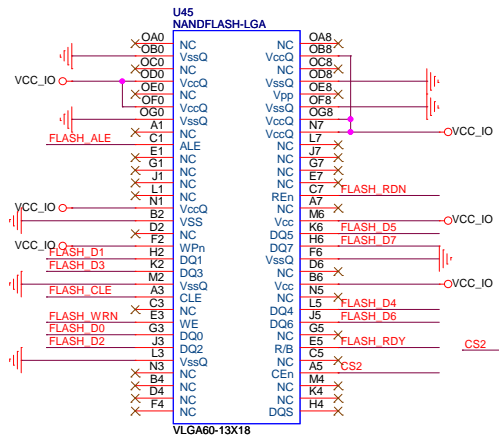 U45
NANDFLASH-LGA
OA0 NC NC OA8
OB0 VssQ VccQ OB8
OC0 NC NC OC8
VCC_IO OD0 VccQ VssQ OD8
OE0 NC Vpp OE8
OF0 VccQ VssQ OF8
OG0 VssQ VccQ OG8
A1 NC VccQ N7 VCC_IO
FLASH_ALE C1 ALE NC L7
E1 NC NC J7
G1 NC NC G7
J1 NC NC E7
L1 NC REn C7 FLASH_RDN
VCC_IO N1 VccQ NC A7
B2 VSS Vcc M6 VCC_IO
D2 NC DQ5 K6 FLASH_D5
VCC_IO F2 WPn DQ7 H6 FLASH_D7
FLASH_D1 H2 DQ1 VssQ F6
FLASH_D3 K2 DQ3 NC D6
M2 VssQ Vcc B6 VCC_IO
FLASH_CLE A3 CLE NC N5
C3 NC DQ4 L5 FLASH_D4
FLASH_WRN E3 WE DQ6 J5 FLASH_D6
FLASH_D0 G3 DQ0 NC G5
FLASH_D2 J3 DQ2 R/B E5 FLASH_RDY CS2
L3 VssQ NC C5
N3 NC CEn A5 CS2
B4 NC NC M4
D4 NC NC K4
F4 NC DQS H4
VLGA60-13X18